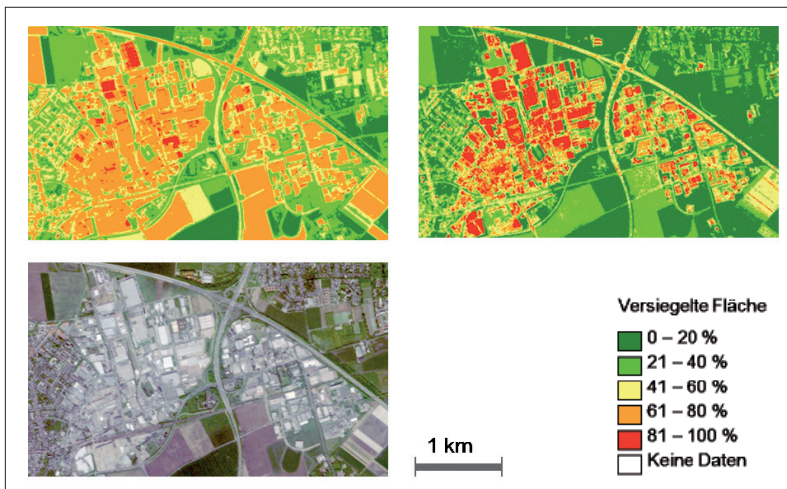 Versiegelte Fläche
0 – 20 %
21 – 40 %
41 – 60 %
61 – 80 %
81 – 100 %
Keine Daten
1 km